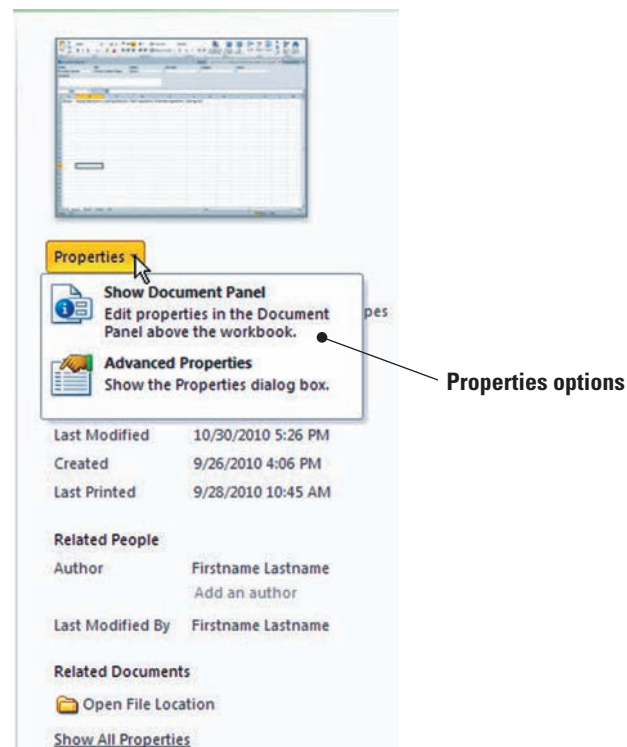 Properties
Show Document Panel
Edit properties in the Document
Panel above the workbook.
pes
Advanced Properties
Show the Properties dialog box.
Properties options
Last Modified 10/30/2010 5:26 PM
Created 9/26/2010 4:06 PM
Last Printed 9/28/2010 10:45 AM
Related People
Author Firstname Lastname
Add an author
Last Modified By Firstname Lastname
Related Documents
Open File Location
Show All Properties